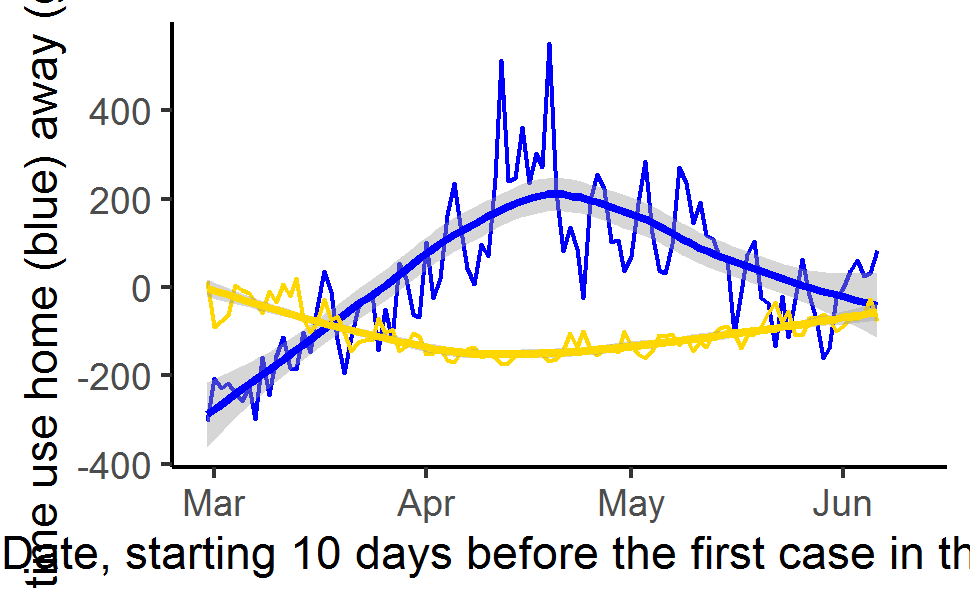 time use home (blue) away (g
400
200
0
-200
-400
Mar Apr May Jun
Date, starting 10 days before the first case in th